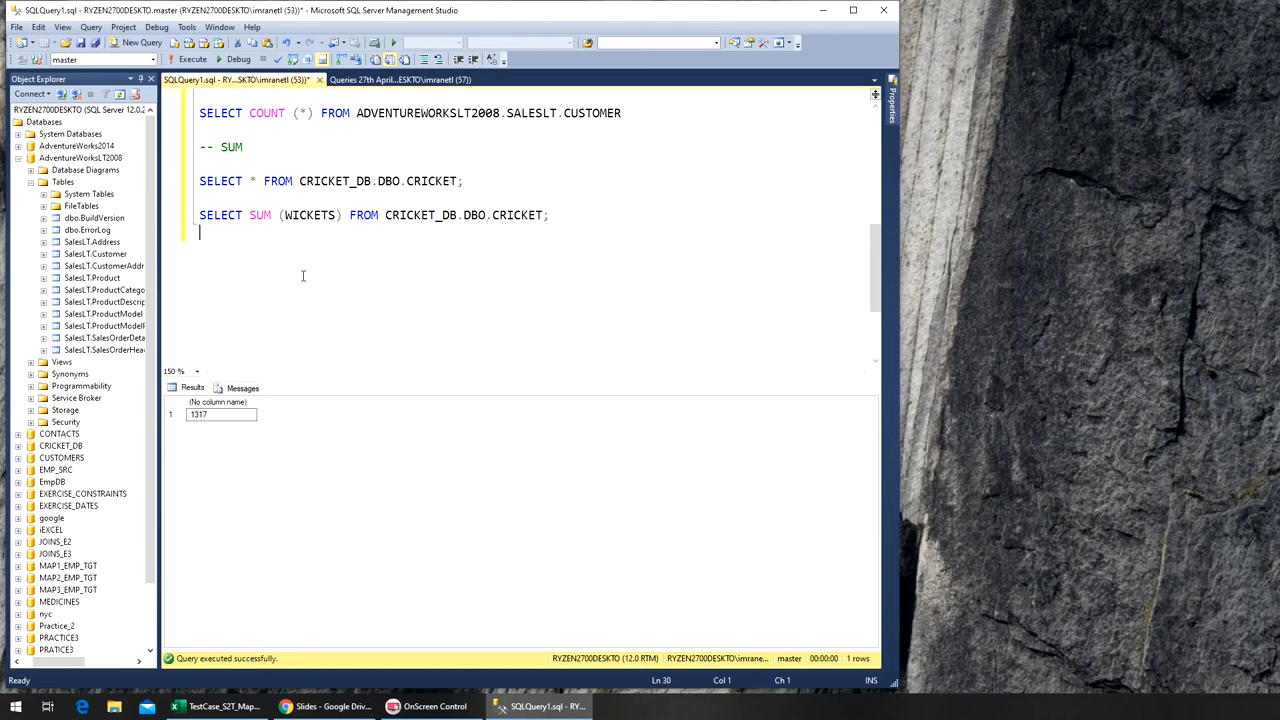 SQLQuery1.sql - RYZEN2700DESKTO.master (RYZEN2700DESKTO\imranetl (53))* - Microsoft SQL Server Management Studio
File Edit View Query Project Debug Tools Window Help
New Query
master Execute Debug
Object Explorer
SQLQuery1.sql - RY...SKTO\imranetl (53))* Queries 27th April...ESKTO\imranetl (57))
Properties
Connect
RYZEN2700DESKTO (SQL Server 12.0.2
Databases
System Databases
AdventureWorks2014
AdventureWorksLT2008
Database Diagrams
Tables
System Tables
FileTables
dbo.BuildVersion
dbo.ErrorLog
SalesLT.Address
SalesLT.Customer
SalesLT.CustomerAddr
SalesLT.Product
SalesLT.ProductCatego
SalesLT.ProductDescrip
SalesLT.ProductModel
SalesLT.ProductModelP
SalesLT.SalesOrderDeta
SalesLT.SalesOrderHea
Views
Synonyms
Programmability
Service Broker
Storage
Security
CONTACTS
CRICKET_DB
CUSTOMERS
EMP_SRC
EmpDB
EXERCISE_CONSTRAINTS
EXERCISE_DATES
google
iEXCEL
JOINS_E2
JOINS_E3
MAP1_EMP_TGT
MAP2_EMP_TGT
MAP3_EMP_TGT
MEDICINES
nyc
Practice_2
PRACTICE3
PRATICE3
SELECT COUNT (*) FROM ADVENTUREWORKSLT2008.SALESLT.CUSTOMER
-- SUM
SELECT * FROM CRICKET_DB.DBO.CRICKET;
SELECT SUM (WICKETS) FROM CRICKET_DB.DBO.CRICKET;
150 %
Results Messages
(No column name)
1 1317
Query executed successfully. RYZEN2700DESKTO (12.0 RTM) RYZEN2700DESKTO\imrane... master 00:00:00 1 rows
Ready Ln 30 Col 1 Ch 1 INS
TestCase_S2T_Map... Slides - Google Driv... OnScreen Control SQLQuery1.sql - RY...